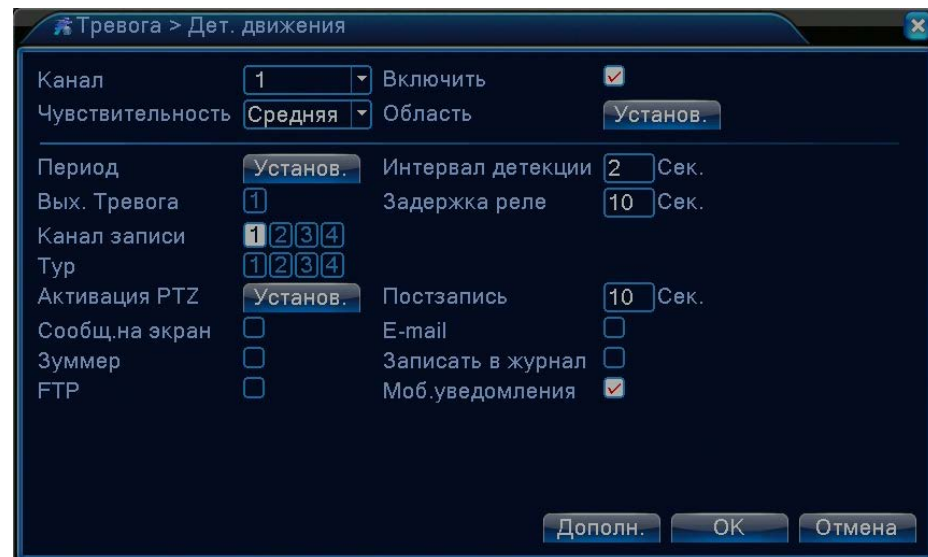 Тревога > Дет. движения
Канал 1 Включить
Чувствительность Средняя Область Установ.
Период Установ. Интервал детекции 2 Сек.
Вых. Тревога 1 Задержка реле 10 Сек.
Канал записи 1 2 3 4
Тур 1 2 3 4
Активация PTZ Установ. Постзапись 10 Сек.
Сообщ.на экран E-mail
Зуммер Записать в журнал
FTP Моб.уведомления
Дополн. OK Отмена